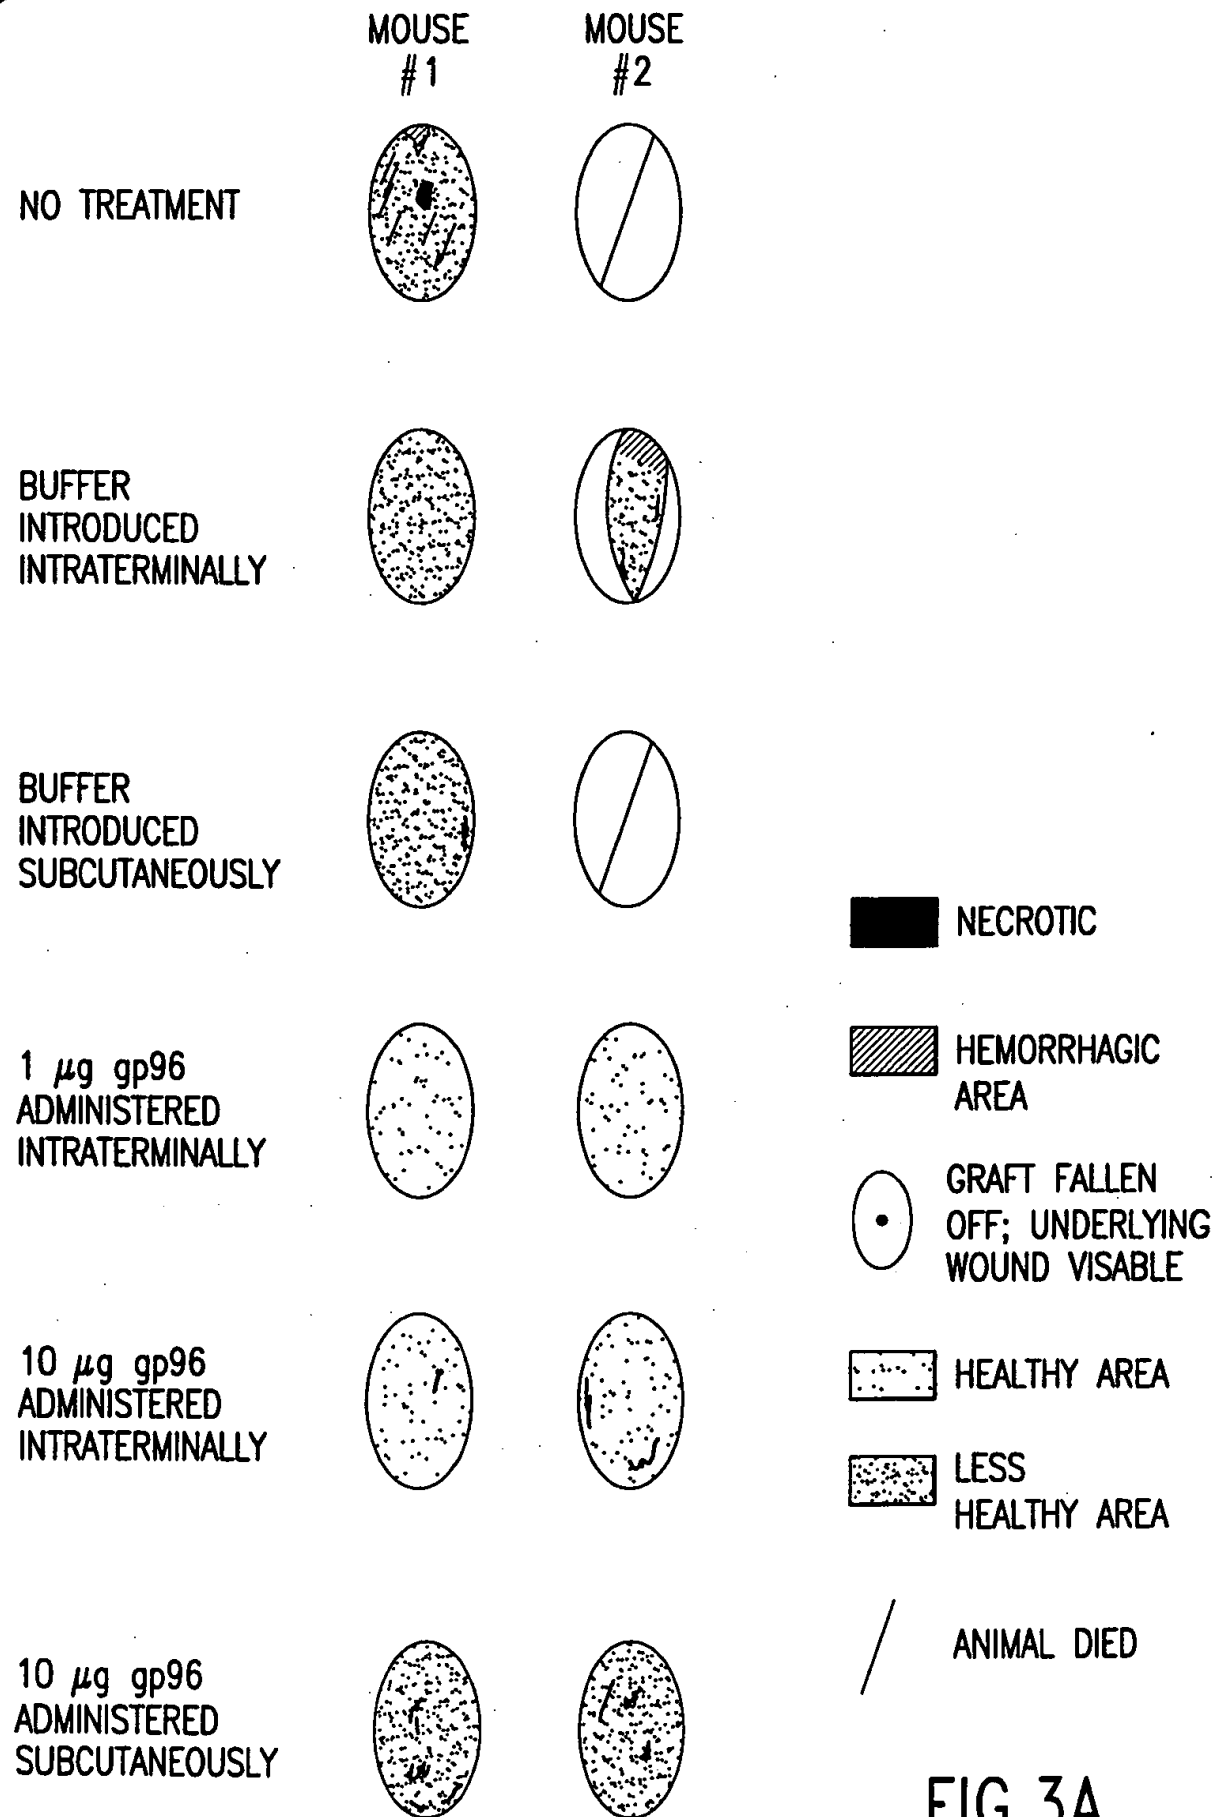 MOUSE
#1
MOUSE
#2
NO TREATMENT
BUFFER
INTRODUCED
INTRATERMINALLY
BUFFER
INTRODUCED
SUBCUTANEOUSLY
1 µg gp96
ADMINISTERED
INTRATERMINALLY
10 µg gp96
ADMINISTERED
INTRATERMINALLY
10 µg gp96
ADMINISTERED
SUBCUTANEOUSLY
NECROTIC
HEMORRHAGIC
AREA
GRAFT FALLEN
OFF; UNDERLYING
WOUND VISABLE
HEALTHY AREA
LESS
HEALTHY AREA
ANIMAL DIED
FIG.3A